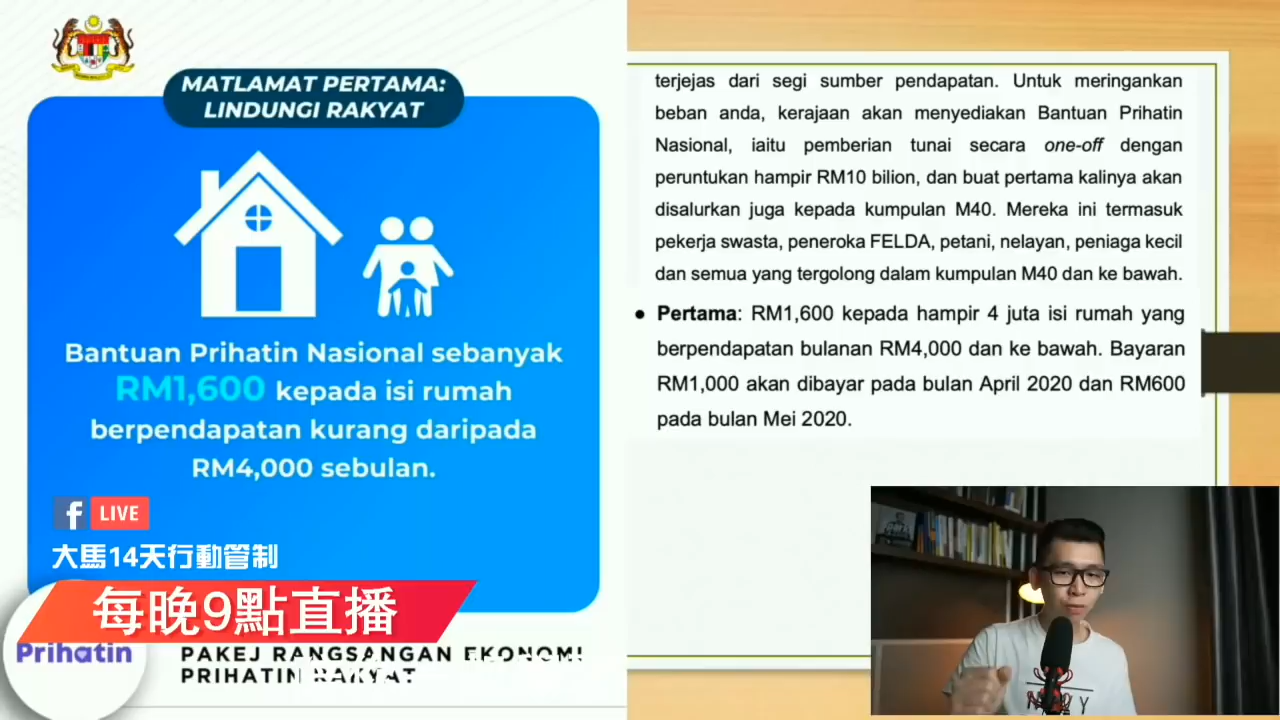 MATLAMAT PERTAMA:
LINDUNGI RAKYAT
Bantuan Prihatin Nasional sebanyak
RM1,600 kepada isi rumah
berpendapatan kurang daripada
RM4,000 sebulan.
f LIVE
大馬14天行動管制
每晚9點直播
Prihatin
PAKEJ RANGSANGAN EKONOMI
PRIHATIN RAKYAT
terjejas dari segi sumber pendapatan. Untuk meringankan
beban anda, kerajaan akan menyediakan Bantuan Prihatin
Nasional, iaitu pemberian tunai secara one-off dengan
peruntukan hampir RM10 bilion, dan buat pertama kalinya akan
disalurkan juga kepada kumpulan M40. Mereka ini termasuk
pekerja swasta, peneroka FELDA, petani, nelayan, peniaga kecil
dan semua yang tergolong dalam kumpulan M40 dan ke bawah.
● Pertama: RM1,600 kepada hampir 4 juta isi rumah yang
berpendapatan bulanan RM4,000 dan ke bawah. Bayaran
RM1,000 akan dibayar pada bulan April 2020 dan RM600
pada bulan Mei 2020.